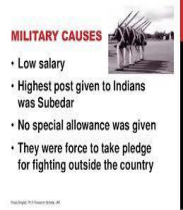 MILITARY CAUSES
• Low salary
• Highest post given to Indians
was Subedar
• No special allowance was given
• They were force to take pledge
for fighting outside the country